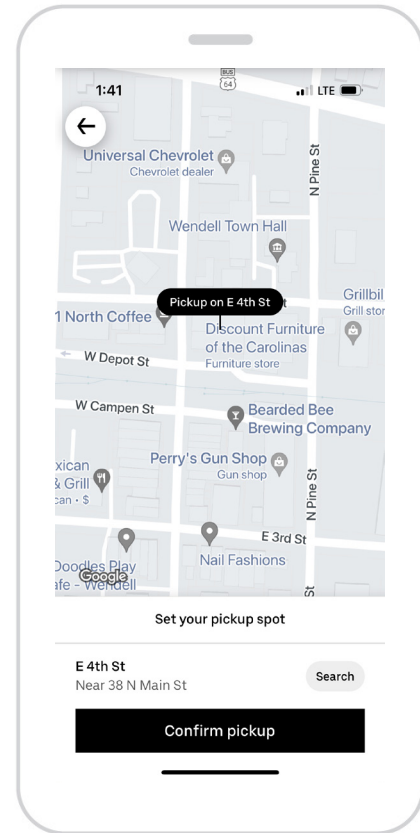 1:41
LTE
BUS
64
Universal Chevrolet
Chevrolet dealer
N Pine St
Wendell Town Hall
Pickup on E 4th St
t
Grillbil
Grill stor
1 North Coffee
Discount Furniture
of the Carolinas
Furniture store
W Depot St
W Campen St
Bearded Bee
Brewing Company
xican
& Grill
can • $
Perry's Gun Shop
Gun shop
N Pine St
E 3rd St
Doodles Play
afe - Wendell
Google
Nail Fashions
St
Set your pickup spot
E 4th St
Near 38 N Main St
Search
Confirm pickup